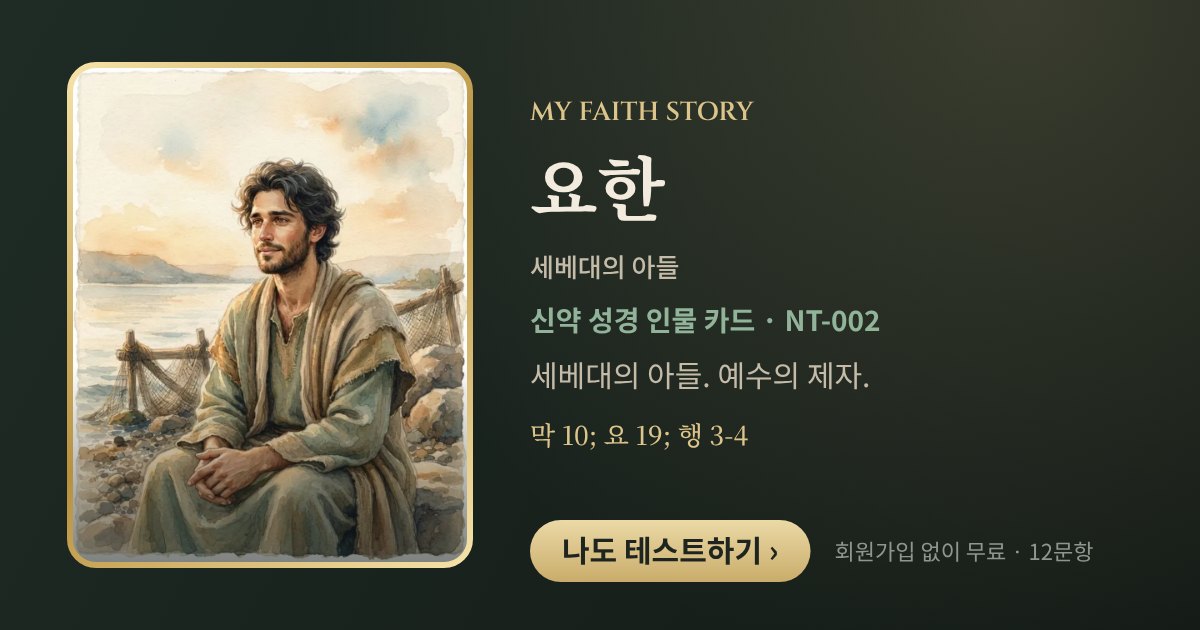 MY FAITH STORY
요한
세베대의 아들
신약 성경 인물 카드 · NT-002
세베대의 아들. 예수의 제자.
막 10; 요 19; 행 3-4
나도 테스트하기 ›
회원가입 없이 무료 · 12문항